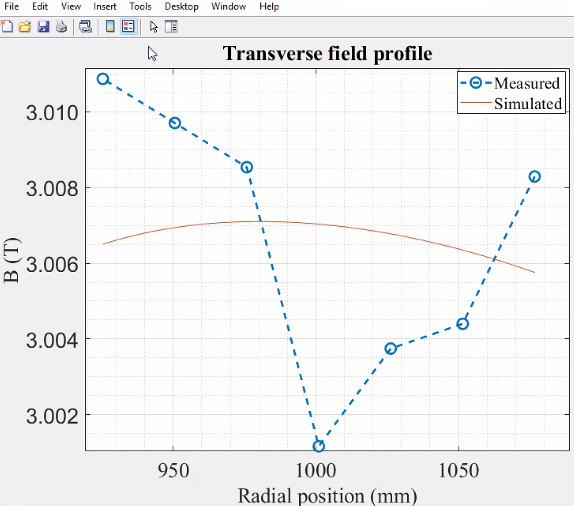 File Edit View Insert Tools Desktop Window Help
Transverse field profile
Measured
Simulated
3.010
3.008
3.006
3.004
3.002
B (T)
950 1000 1050
Radial position (mm)